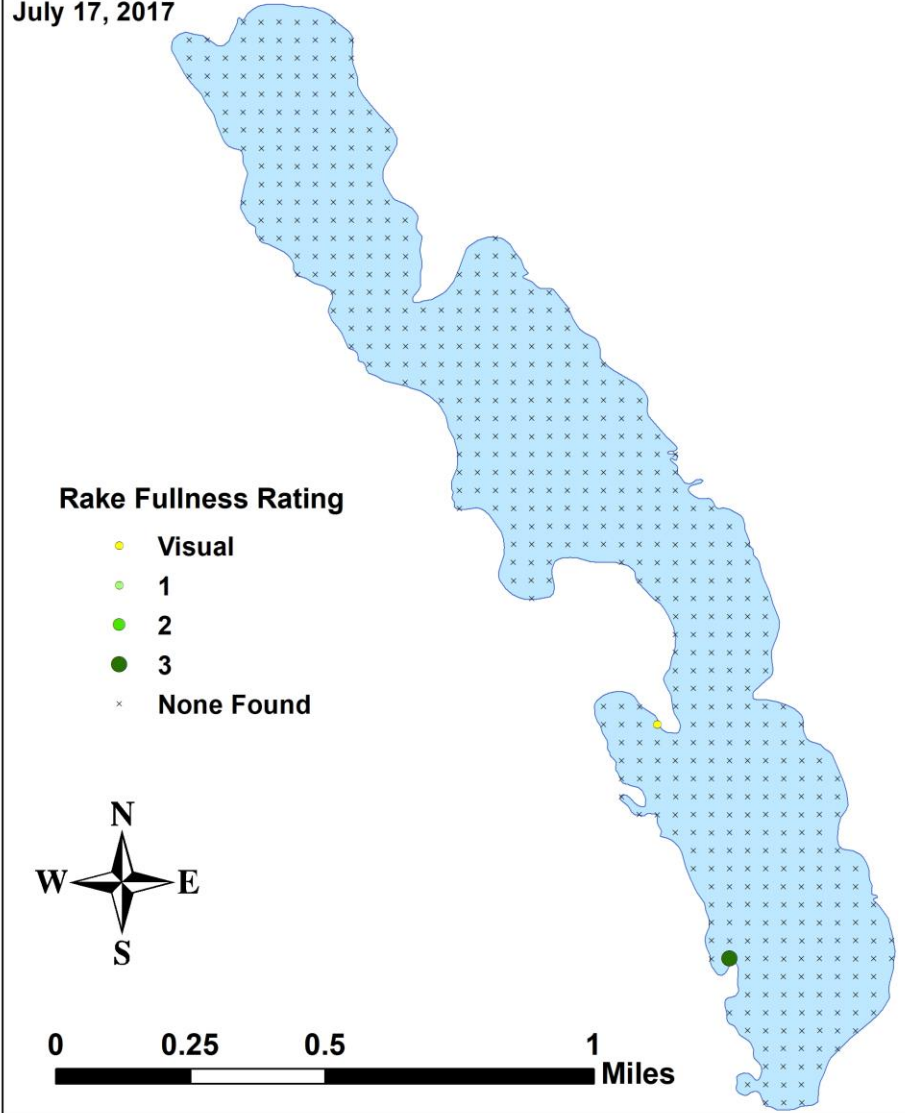 July 17, 2017
Rake Fullness Rating
Visual
1
2
3
None Found
N
W E
S
0 0.25 0.5 1
Miles